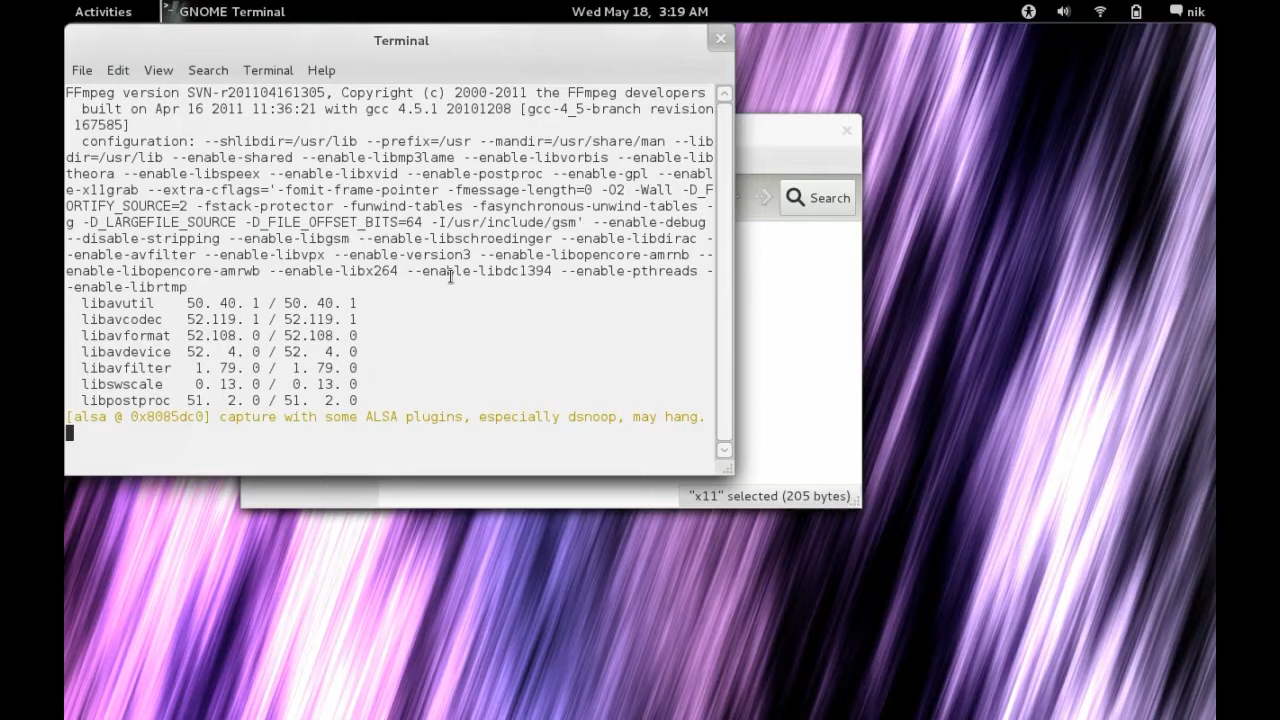 Activities GNOME Terminal Wed May 18, 3:19 AM nik
Terminal
File Edit View Search Terminal Help
FFmpeg version SVN-r201104161305, Copyright (c) 2000-2011 the FFmpeg developers
  built on Apr 16 2011 11:36:21 with gcc 4.5.1 20101208 [gcc-4_5-branch revision
 167585]
  configuration: --shlibdir=/usr/lib --prefix=/usr --mandir=/usr/share/man --lib
dir=/usr/lib --enable-shared --enable-libmp3lame --enable-libvorbis --enable-lib
theora --enable-libspeex --enable-libxvid --enable-postproc --enable-gpl --enabl
e-x11grab --extra-cflags='-fomit-frame-pointer -fmessage-length=0 -O2 -Wall -D_F
ORTIFY_SOURCE=2 -fstack-protector -funwind-tables -fasynchronous-unwind-tables -
g -D_LARGEFILE_SOURCE -D_FILE_OFFSET_BITS=64 -I/usr/include/gsm' --enable-debug
--disable-stripping --enable-libgsm --enable-libschroedinger --enable-libdirac -
-enable-avfilter --enable-libvpx --enable-version3 --enable-libopencore-amrnb --
enable-libopencore-amrwb --enable-libx264 --enable-libdc1394 --enable-pthreads -
-enable-librtmp
  libavutil    50. 40. 1 / 50. 40. 1
  libavcodec   52.119. 1 / 52.119. 1
  libavformat  52.108. 0 / 52.108. 0
  libavdevice  52.  4. 0 / 52.  4. 0
  libavfilter   1. 79. 0 /  1. 79. 0
  libswscale    0. 13. 0 /  0. 13. 0
  libpostproc  51.  2. 0 / 51.  2. 0
[alsa @ 0x8085dc0] capture with some ALSA plugins, especially dsnoop, may hang.
Search
"x11" selected (205 bytes)